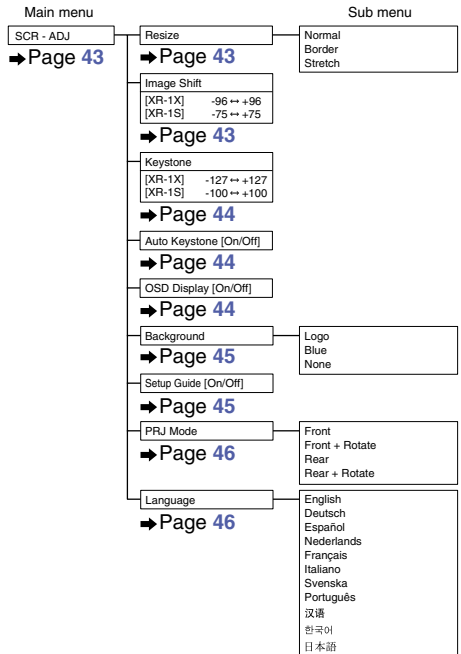 Main menu
Sub menu
SCR - ADJ
➡Page 43
Resize
➡Page 43
Normal
Border
Stretch
Image Shift
[XR-1X] -96 ↔ +96
[XR-1S] -75 ↔ +75
➡Page 43
Keystone
[XR-1X] -127 ↔ +127
[XR-1S] -100 ↔ +100
➡Page 44
Auto Keystone [On/Off]
➡Page 44
OSD Display [On/Off]
➡Page 44
Background
➡Page 45
Logo
Blue
None
Setup Guide [On/Off]
➡Page 45
PRJ Mode
➡Page 46
Front
Front + Rotate
Rear
Rear + Rotate
Language
➡Page 46
English
Deutsch
Español
Nederlands
Français
Italiano
Svenska
Português
汉语
한국어
日本語